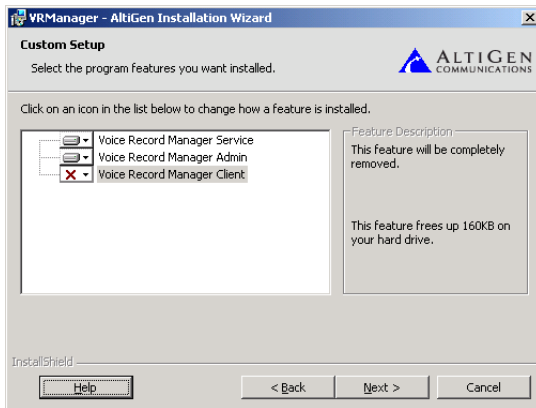 VRManager - AltiGen Installation Wizard
Custom Setup
Select the program features you want installed.
ALTIGEN
COMMUNICATIONS
Click on an icon in the list below to change how a feature is installed.
Voice Record Manager Service
Voice Record Manager Admin
Voice Record Manager Client
Feature Description
This feature will be completely
removed.
This feature frees up 160KB on
your hard drive.
InstallShield
Help
< Back
Next >
Cancel